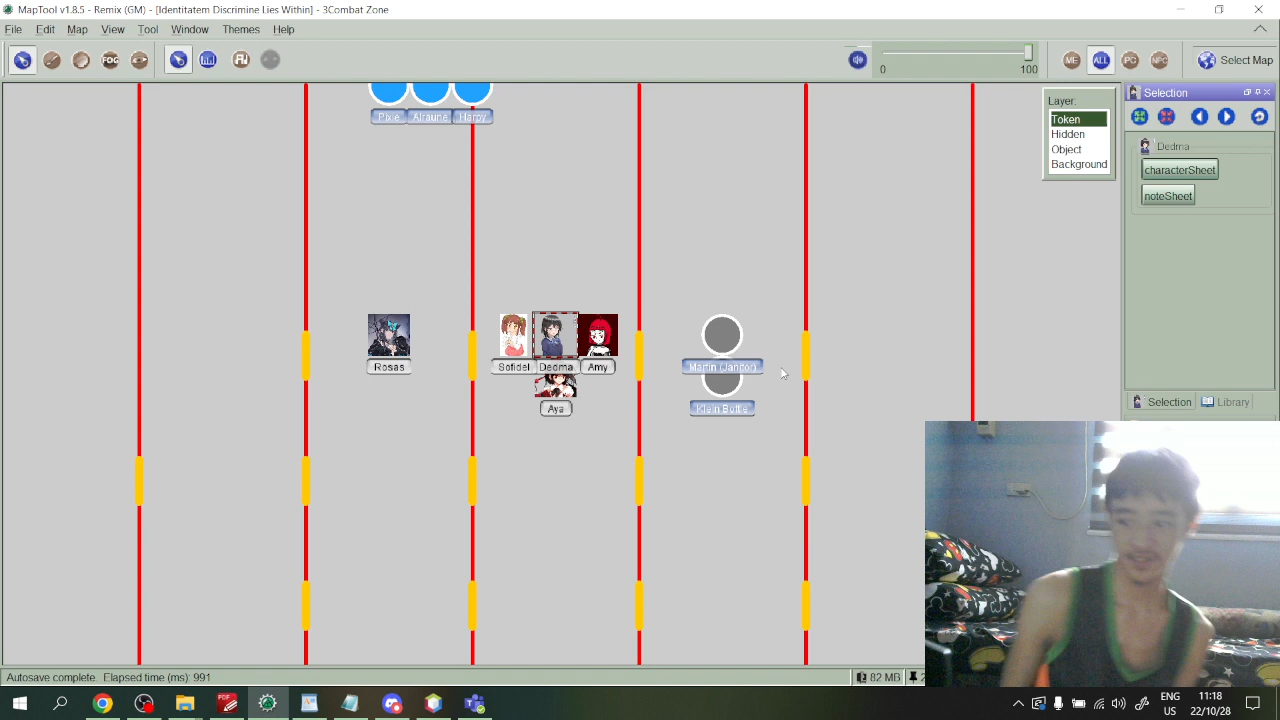 MapTool v1.8.5 - Remix (GM) - [Identitatem Discrimine Lies Within] - 3Combat Zone
File Edit Map View Tool Window Themes Help
FOG
0 100
ME ALL PC NPC Select Map
Pixie Alraune Harpy
Layer:
Token
Hidden
Object
Background
Selection
Dedma
characterSheet
noteSheet
Rosas
Sofidel Dedma Amy
Martin (Janitor)
Aya
Klein Bottle
Selection Library
Autosave complete. Elapsed time (ms): 991
82 MB
PDF
ENG
US
11:18
22/10/28